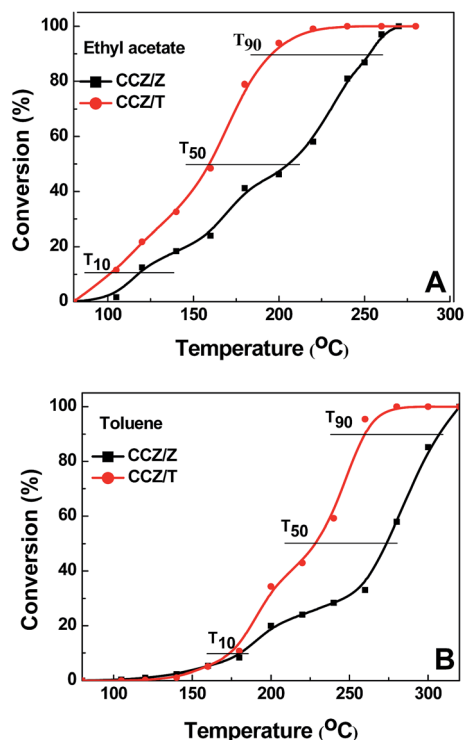 100
80
60
40
20
0
Conversion (%)
Ethyl acetate
CCZ/Z
CCZ/T
T90
T50
T10
A
100
150
200
250
300
Temperature (ºC)
100
80
60
40
20
0
Conversion (%)
Toluene
CCZ/Z
CCZ/T
T90
T50
T10
B
100
150
200
250
300
Temperature (ºC)